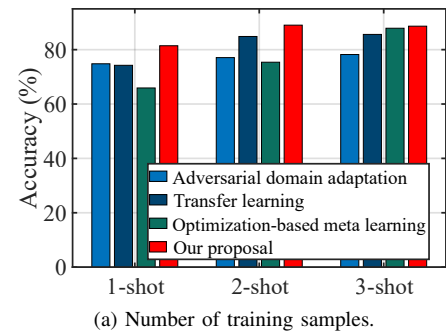 Accuracy (%)
80
60
40
20
0
Adversarial domain adaptation
Transfer learning
Optimization-based meta learning
Our proposal
1-shot 2-shot 3-shot
(a) Number of training samples.